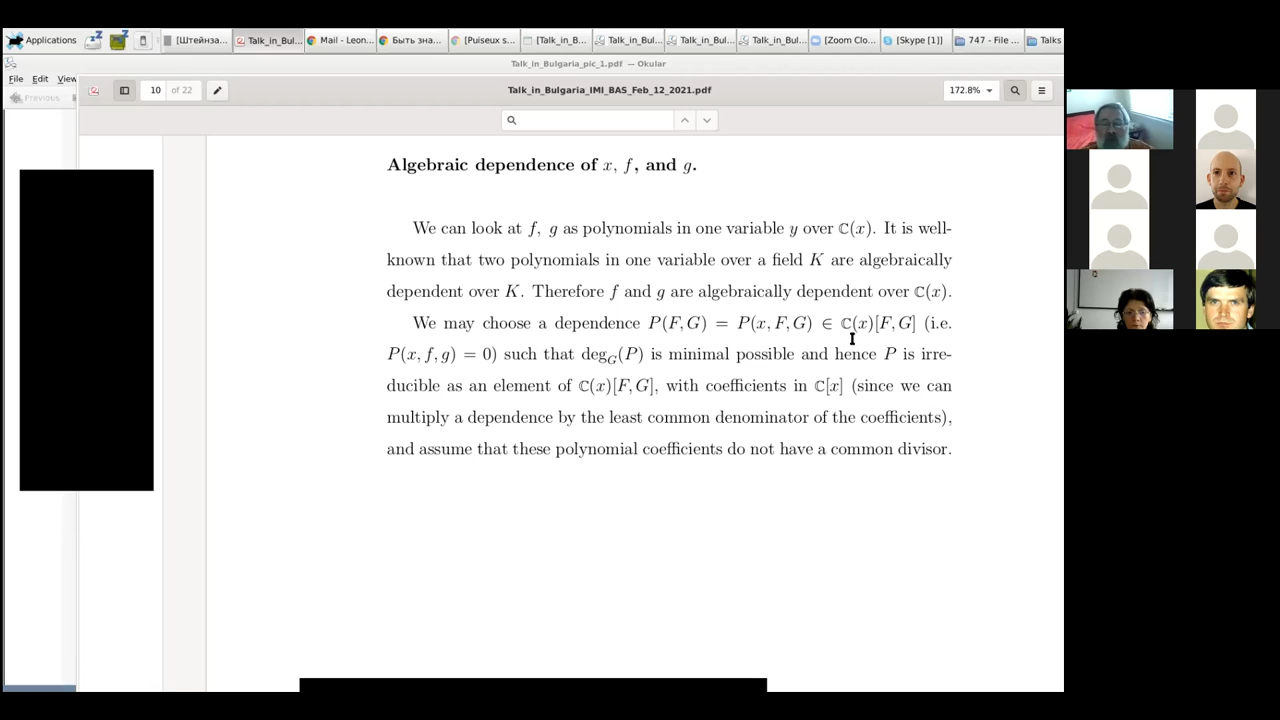 Applications
[Штейнза...
Talk_in_Bul...
Mail - Leon...
Быть зна...
[Puiseux s...
[Talk_in_B...
Talk_in_Bul...
Talk_in_Bul...
Talk_in_Bul...
[Zoom Clo...
[Skype [1]]
747 - File ...
Talks
Talk_in_Bulgaria_pic_1.pdf — Okular
File Edit View
Previous
10 of 22
Talk_in_Bulgaria_IMI_BAS_Feb_12_2021.pdf
172.8%
Algebraic dependence of x, f, and g.
We can look at f, g as polynomials in one variable y over ℂ(x). It is well-
known that two polynomials in one variable over a field K are algebraically
dependent over K. Therefore f and g are algebraically dependent over ℂ(x).
We may choose a dependence P(F, G) = P(x, F, G) ∈ ℂ(x)[F, G] (i.e.
P(x, f, g) = 0) such that deg_G(P) is minimal possible and hence P is irre-
ducible as an element of ℂ(x)[F, G], with coefficients in ℂ[x] (since we can
multiply a dependence by the least common denominator of the coefficients),
and assume that these polynomial coefficients do not have a common divisor.